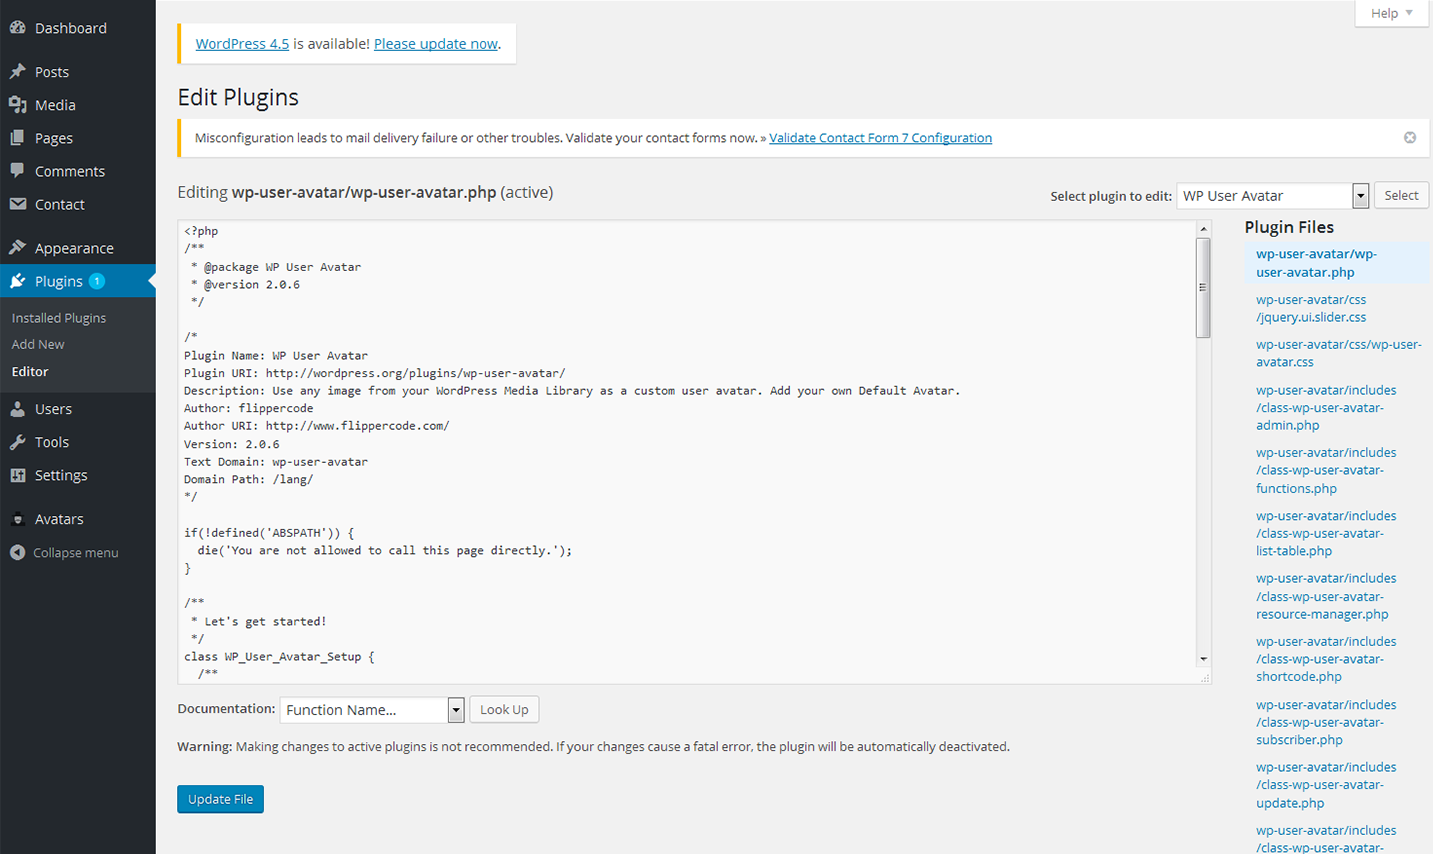 Dashboard
Posts
Media
Pages
Comments
Contact
Appearance
Plugins 1
Installed Plugins
Add New
Editor
Users
Tools
Settings
Avatars
Collapse menu
Help
WordPress 4.5 is available! Please update now.
Edit Plugins
Misconfiguration leads to mail delivery failure or other troubles. Validate your contact forms now. » Validate Contact Form 7 Configuration
Editing wp-user-avatar/wp-user-avatar.php (active)
Select plugin to edit: WP User Avatar Select
<?php
/**
 * @package WP User Avatar
 * @version 2.0.6
 */
/*
Plugin Name: WP User Avatar
Plugin URI: http://wordpress.org/plugins/wp-user-avatar/
Description: Use any image from your WordPress Media Library as a custom user avatar. Add your own Default Avatar.
Author: flippercode
Author URI: http://www.flippercode.com/
Version: 2.0.6
Text Domain: wp-user-avatar
Domain Path: /lang/
*/
if(!defined('ABSPATH')) {
  die('You are not allowed to call this page directly.');
}
/**
 * Let's get started!
 */
class WP_User_Avatar_Setup {
  /**
Documentation: Function Name... Look Up
Warning: Making changes to active plugins is not recommended. If your changes cause a fatal error, the plugin will be automatically deactivated.
Update File
Plugin Files
wp-user-avatar/wp-
user-avatar.php
wp-user-avatar/css
/jquery.ui.slider.css
wp-user-avatar/css/wp-user-
avatar.css
wp-user-avatar/includes
/class-wp-user-avatar-
admin.php
wp-user-avatar/includes
/class-wp-user-avatar-
functions.php
wp-user-avatar/includes
/class-wp-user-avatar-
list-table.php
wp-user-avatar/includes
/class-wp-user-avatar-
resource-manager.php
wp-user-avatar/includes
/class-wp-user-avatar-
shortcode.php
wp-user-avatar/includes
/class-wp-user-avatar-
subscriber.php
wp-user-avatar/includes
/class-wp-user-avatar-
update.php
wp-user-avatar/includes
/class-wp-user-avatar-